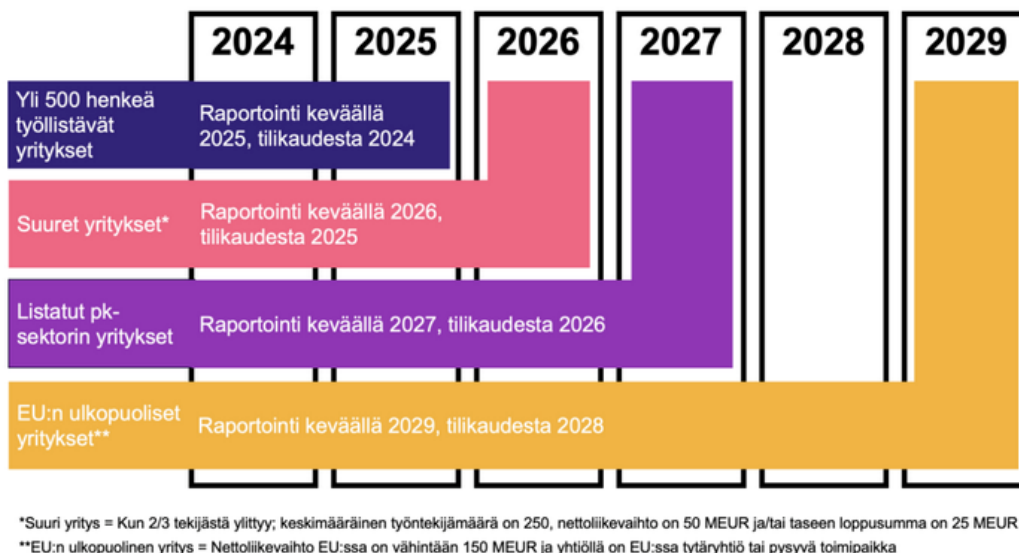 2024 2025 2026 2027 2028 2029
Yli 500 henkeä
työllistävät
yritykset
Raportointi keväällä
2025, tilikaudesta 2024
Suuret yritykset*
Raportointi keväällä 2026,
tilikaudesta 2025
Listatut pk-
sektorin yritykset
Raportointi keväällä 2027, tilikaudesta 2026
EU:n ulkopuoliset
yritykset**
Raportointi keväällä 2029, tilikaudesta 2028
*Suuri yritys = Kun 2/3 tekijästä ylittyy; keskimääräinen työntekijämäärä on 250, nettoliikevaihto on 50 MEUR ja/tai taseen loppusumma on 25 MEUR
**EU:n ulkopuolinen yritys = Nettoliikevaihto EU:ssa on vähintään 150 MEUR ja yhtiöllä on EU:ssa tytäryhtiö tai pysyvä toimipaikka